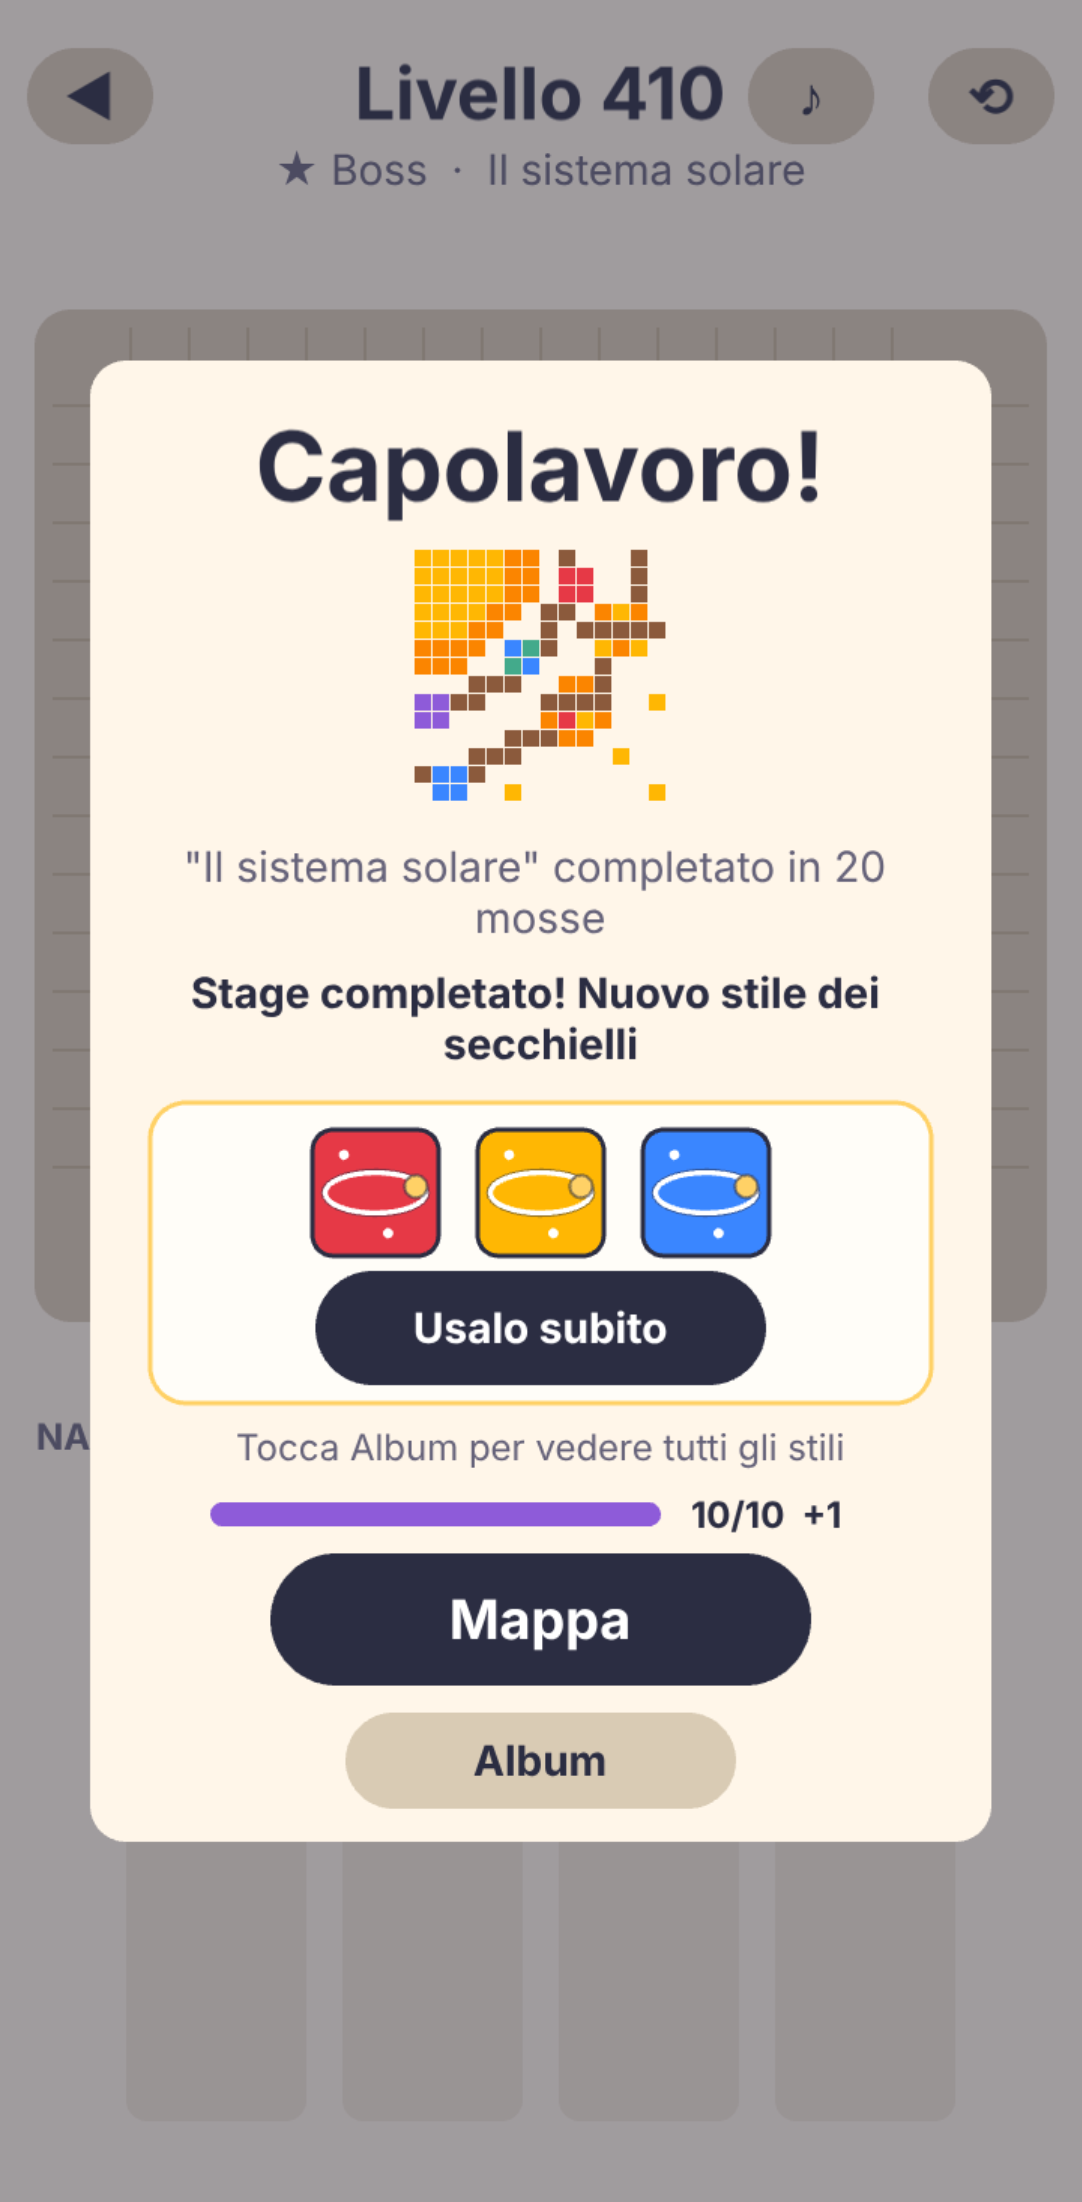 Livello 410
★ Boss · Il sistema solare
Capolavoro!
"Il sistema solare" completato in 20
mosse
Stage completato! Nuovo stile dei
secchielli
Usalo subito
NA
Tocca Album per vedere tutti gli stili
10/10 +1
Mappa
Album